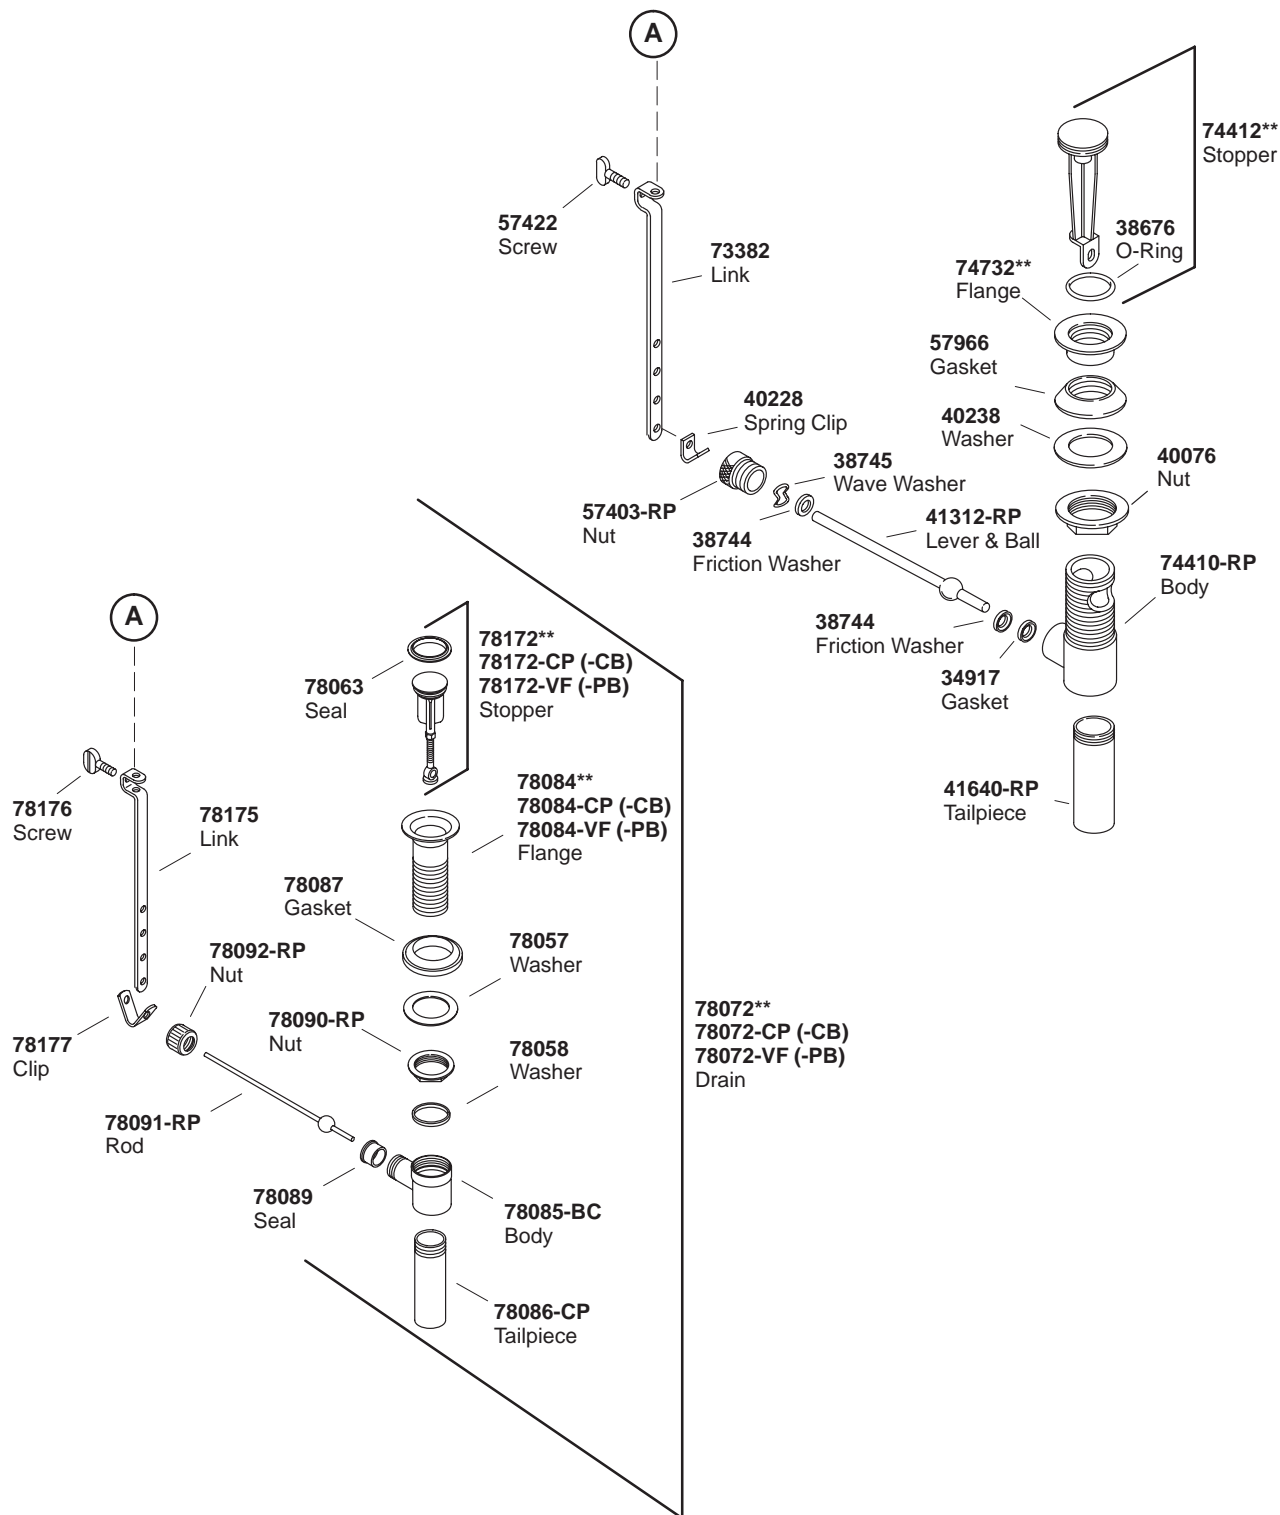 A
74412**
Stopper
57422
Screw
73382
Link
38676
O-Ring
74732**
Flange
57966
Gasket
40228
Spring Clip
40238
Washer
38745
Wave Washer
40076
Nut
57403-RP
Nut
38744
Friction Washer
41312-RP
Lever & Ball
74410-RP
Body
38744
Friction Washer
34917
Gasket
41640-RP
Tailpiece
A
78172**
78172-CP (-CB)
78172-VF (-PB)
Stopper
78063
Seal
78176
Screw
78175
Link
78084**
78084-CP (-CB)
78084-VF (-PB)
Flange
78087
Gasket
78092-RP
Nut
78057
Washer
78177
Clip
78090-RP
Nut
78058
Washer
78072**
78072-CP (-CB)
78072-VF (-PB)
Drain
78091-RP
Rod
78089
Seal
78085-BC
Body
78086-CP
Tailpiece